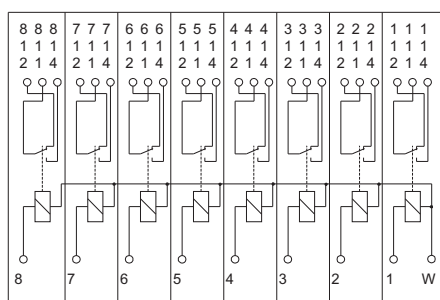 8 8 8 7 7 7 6 6 6 5 5 5 4 4 4 3 3 3 2 2 2 1 1 1
1 1 1 1 1 1 1 1 1 1 1 1 1 1 1 1 1 1 1 1 1 1 1 1
2 1 4 2 1 4 2 1 4 2 1 4 2 1 4 2 1 4 2 1 4 2 1 4
8 7 6 5 4 3 2 1 W